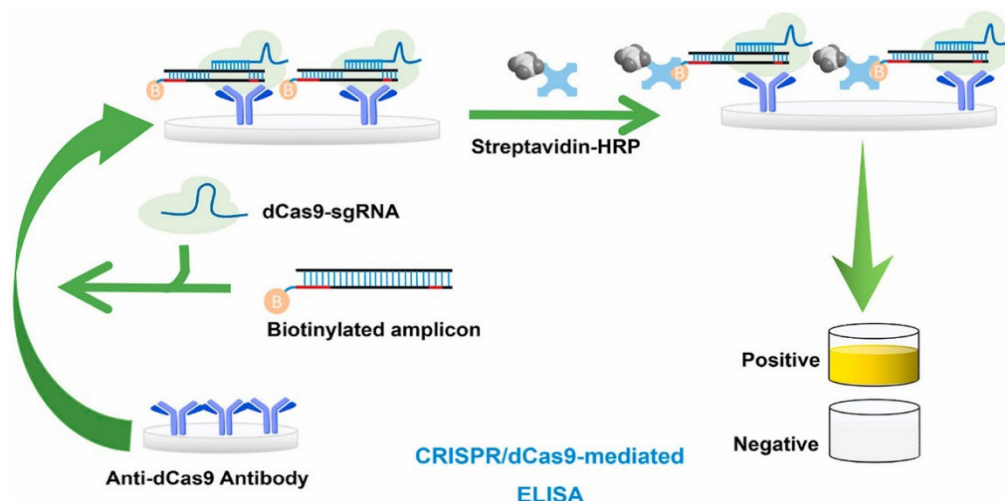 B
B
B
B
Streptavidin-HRP
dCas9-sgRNA
B
Biotinylated amplicon
Positive
Negative
Anti-dCas9 Antibody
CRISPR/dCas9-mediated
ELISA